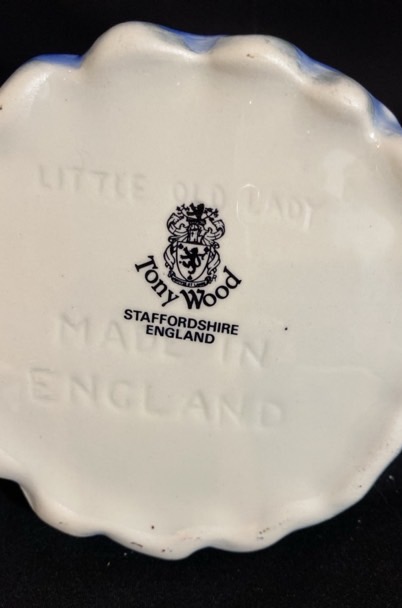 LITTLE OLD LADY
Tony Wood
STAFFORDSHIRE
ENGLAND
MADE IN
ENGLAND